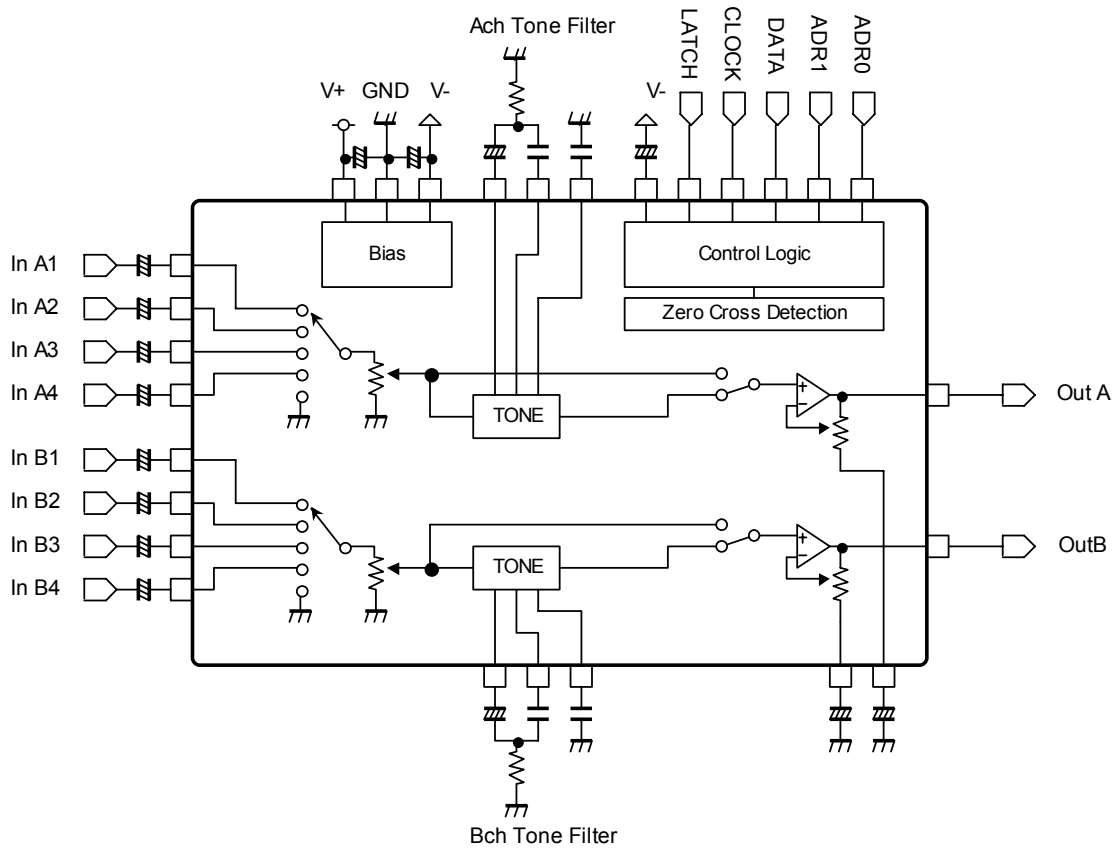 Ach Tone Filter
LATCH
CLOCK
DATA
ADR1
ADR0
V+
GND
V-
V-
Bias
Control Logic
Zero Cross Detection
In A1
In A2
In A3
In A4
TONE
+
−
Out A
In B1
In B2
In B3
In B4
TONE
+
−
OutB
Bch Tone Filter